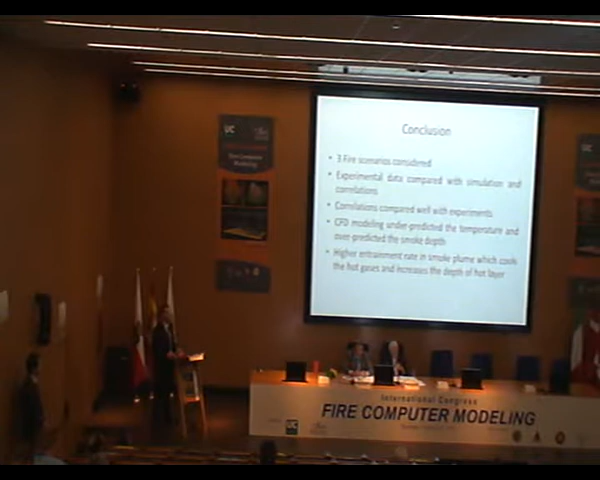 Conclusion
• 3 Fire scenarios considered
• Experimental data compared with simulation and
correlations
• Correlations compared well with experiments
• CFD modeling under-predicted the temperature and
over-predicted the smoke depth
• Higher entrainment rate in smoke plume which cools
the hot gases and increases the depth of hot layer
UC
International Congress
FIRE COMPUTER MODELING
UC